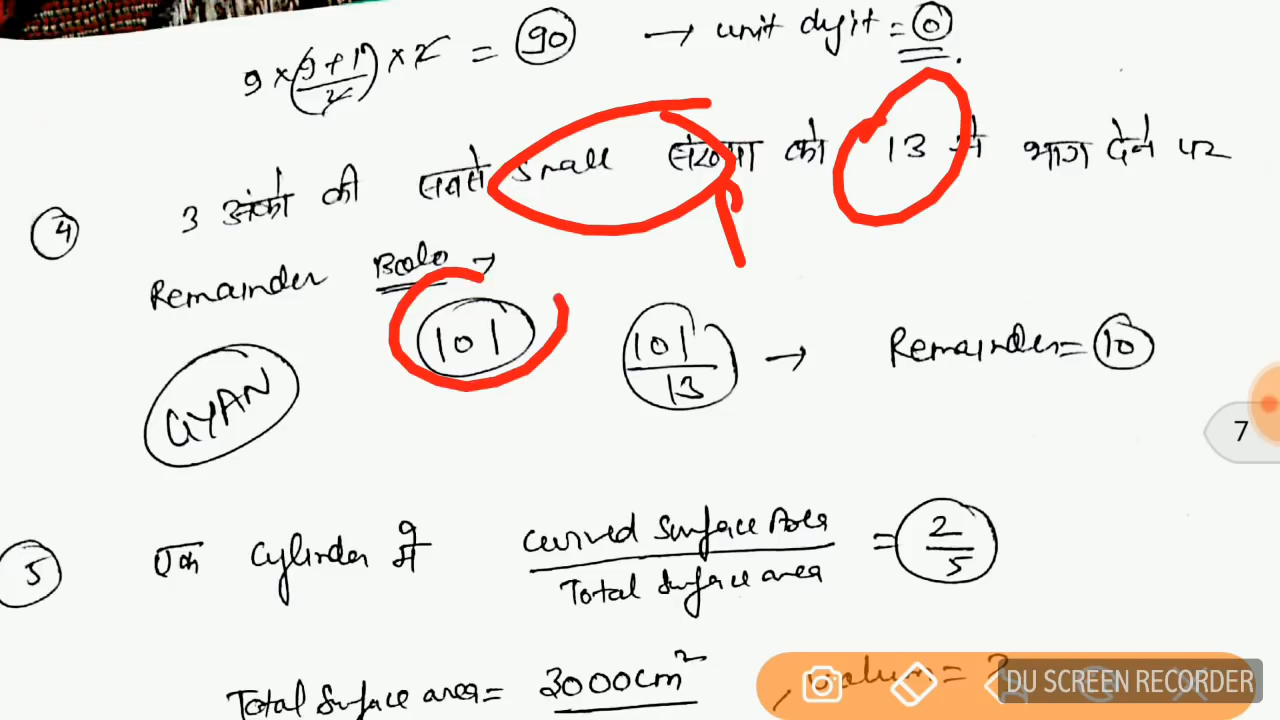 9 × (9+1/2) × 2 = 90 → unit digit = 0.
4 3 अंको की सबसे small संख्या को 13 से भाग देने पर
Remainder Bolo →
101 101/13 → Remainder = 10
GYAN
7
5 एक cylinder में curved surface Area / Total surface area = 2/5
Total surface area = 3000cm², volum = ?
DU SCREEN RECORDER